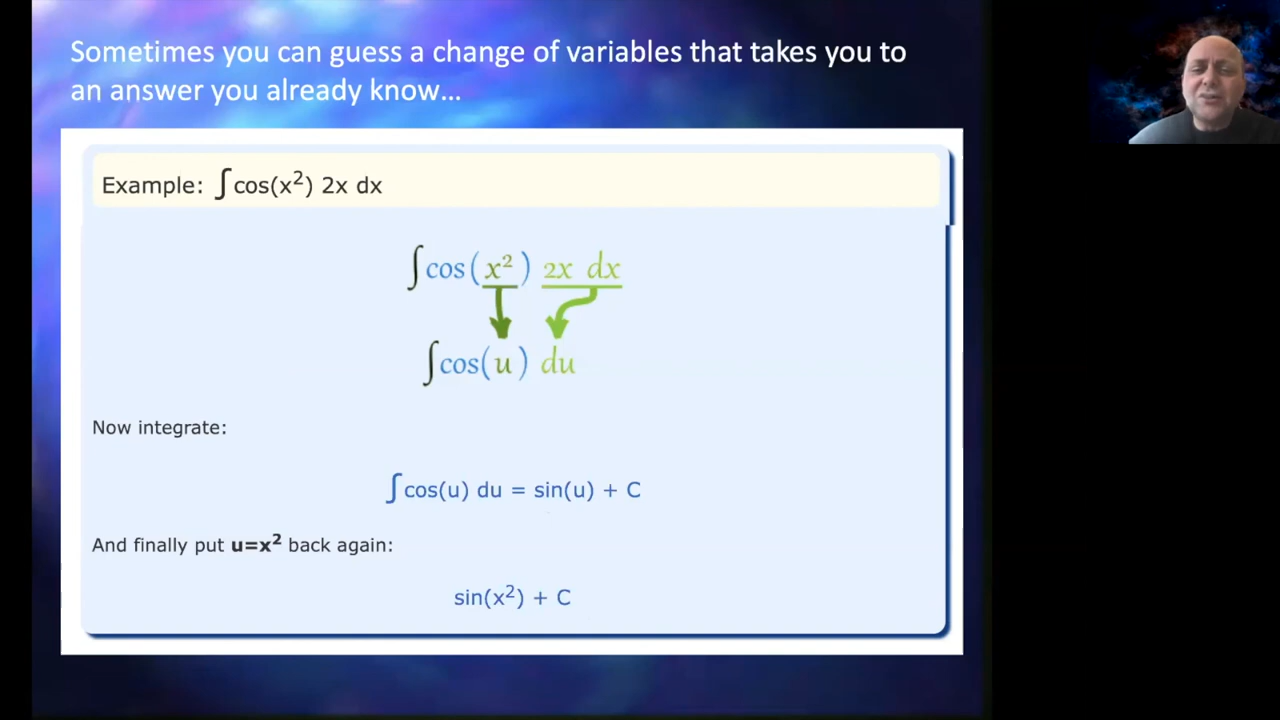 Sometimes you can guess a change of variables that takes you to
an answer you already know...
Example: ∫cos(x²) 2x dx
∫cos(x²) 2x dx
∫cos(u) du
Now integrate:
∫cos(u) du = sin(u) + C
And finally put u=x² back again:
sin(x²) + C